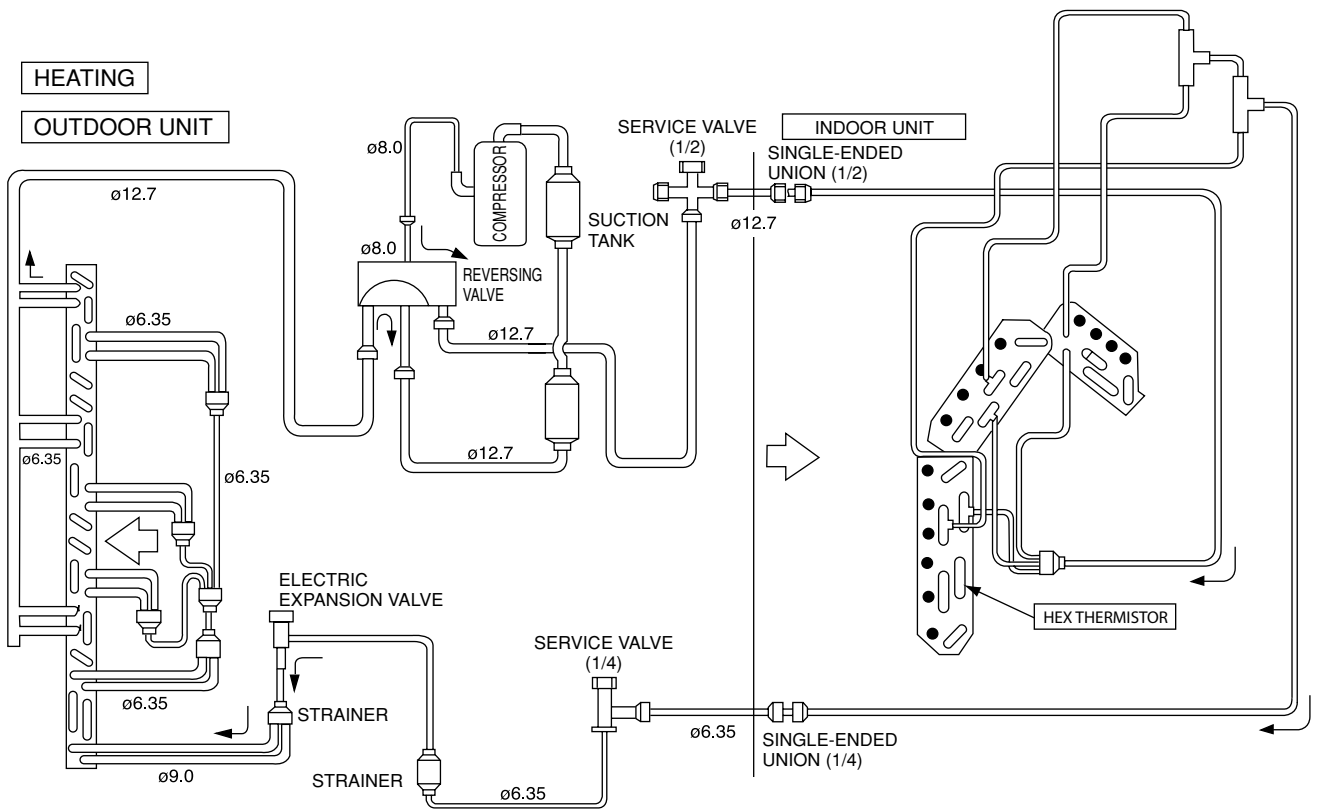 HEATING
OUTDOOR UNIT
ø12.7
ø8.0
COMPRESSOR
ø8.0
REVERSING
VALVE
SUCTION
TANK
SERVICE VALVE
(1/2)
INDOOR UNIT
SINGLE-ENDED
UNION (1/2)
ø12.7
ø6.35
ø12.7
ø12.7
ø6.35
ø6.35
ELECTRIC
EXPANSION VALVE
HEX THERMISTOR
SERVICE VALVE
(1/4)
ø6.35
STRAINER
ø6.35
SINGLE-ENDED
UNION (1/4)
ø9.0
STRAINER
ø6.35